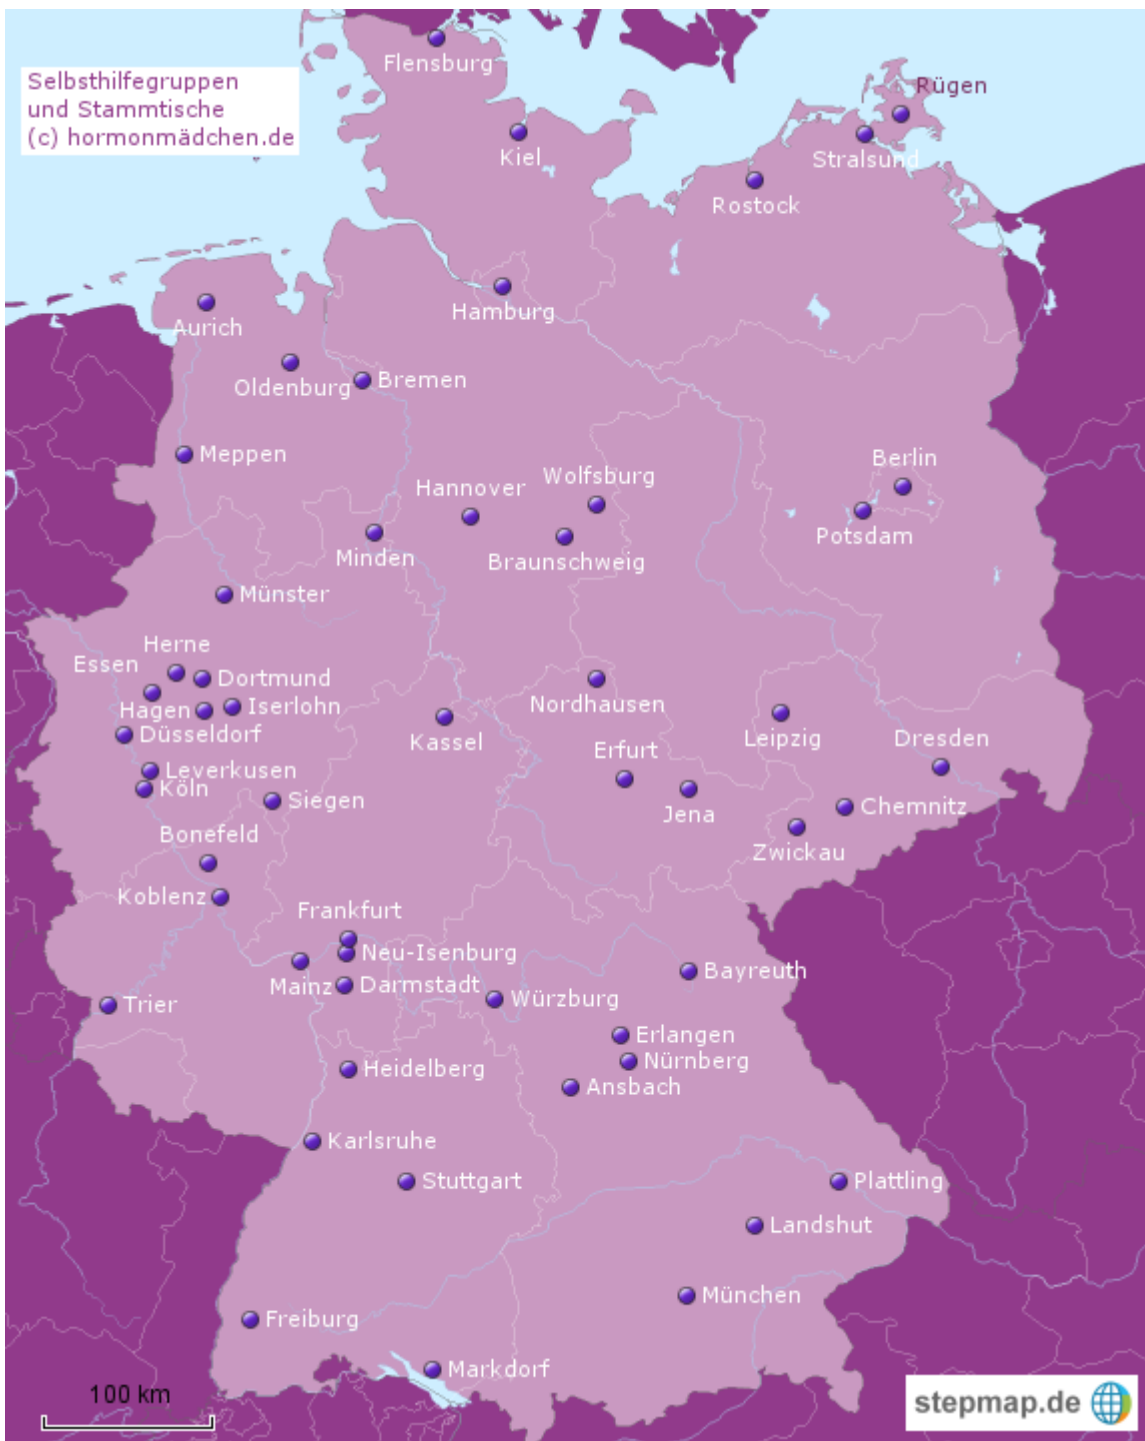 Flensburg
Selbsthilfegruppen
und Stammtische
(c) hormonmädchen.de
Rügen
Kiel
Stralsund
Rostock
Hamburg
Aurich
Oldenburg
Bremen
Meppen
Berlin
Wolfsburg
Hannover
Potsdam
Minden
Braunschweig
Münster
Herne
Essen
Dortmund
Nordhausen
Hagen
Iserlohn
Kassel
Leipzig
Düsseldorf
Dresden
Erfurt
Leverkusen
Köln
Siegen
Jena
Chemnitz
Bonefeld
Zwickau
Koblenz
Frankfurt
Neu-Isenburg
Bayreuth
Mainz
Darmstadt
Würzburg
Trier
Erlangen
Nürnberg
Heidelberg
Ansbach
Karlsruhe
Stuttgart
Plattling
Landshut
München
Freiburg
Markdorf
100 km
stepmap.de